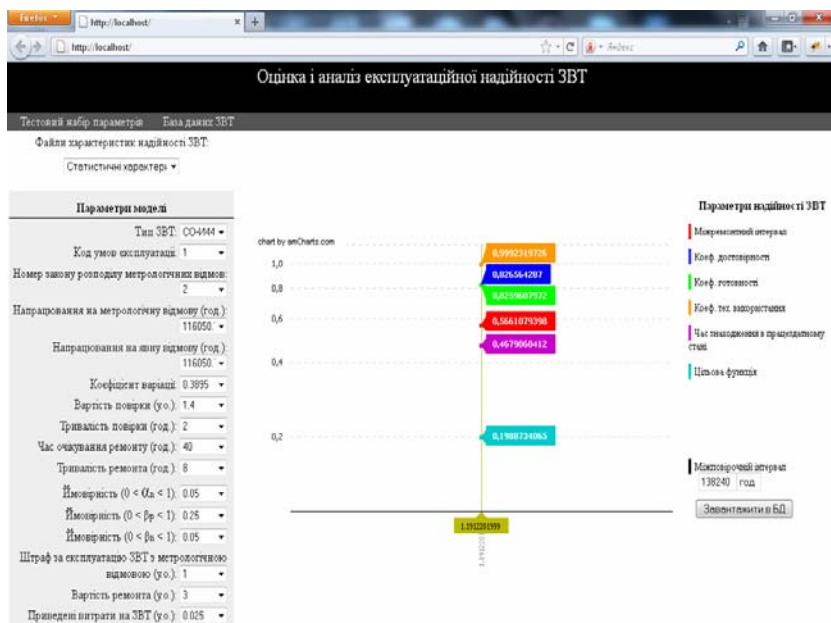 Firefox
http://localhost/
http://localhost/
Яндекс
Оцінка і аналіз експлуатаційної надійності ЗВТ
Тестовий набір параметрів База даних ЗВТ
Файли характеристик надійності ЗВТ:
Статистичні характері
Параметри моделі
Тип ЗВТ: СО-4444
Код умов експлуатації: 1
Номер закону розподілу метрологічних відмов:
2
Напрацювання на метрологічну відмову (год.):
116050.
Напрацювання на явну відмову (год.):
116050.
Коефіцієнт варіації: 0.3895
Вартість повірки (у.о.): 1.4
Тривалість повірки (год.): 2
Час очікування ремонту (год.): 40
Тривалість ремонта (год.): 8
Ймовірність (0 < αп < 1): 0.05
Ймовірність (0 < βр < 1): 0.25
Ймовірність (0 < βп < 1): 0.05
Штраф за експлуатацію ЗВТ з метрологічною
відмовою (у.о.): 1
Вартість ремонта (у.о.): 3
Приведені витрати на ЗВТ (у.о.): 0.025
chart by amCharts.com
1,0
0,8
0,6
0,4
0,2
0,9992319726
0,826564287
0,8259607972
0,5661079398
0,4679060412
0,1988734065
1.1912201999
Параметри надійності ЗВТ
Міжремонтний інтервал
Коеф. достовірності
Коеф. готовності
Коеф. тех. використання
Час знаходження в працездатному
стані
Цільова функція
Міжповірочний інтервал
138240 год
Завантажити в БД